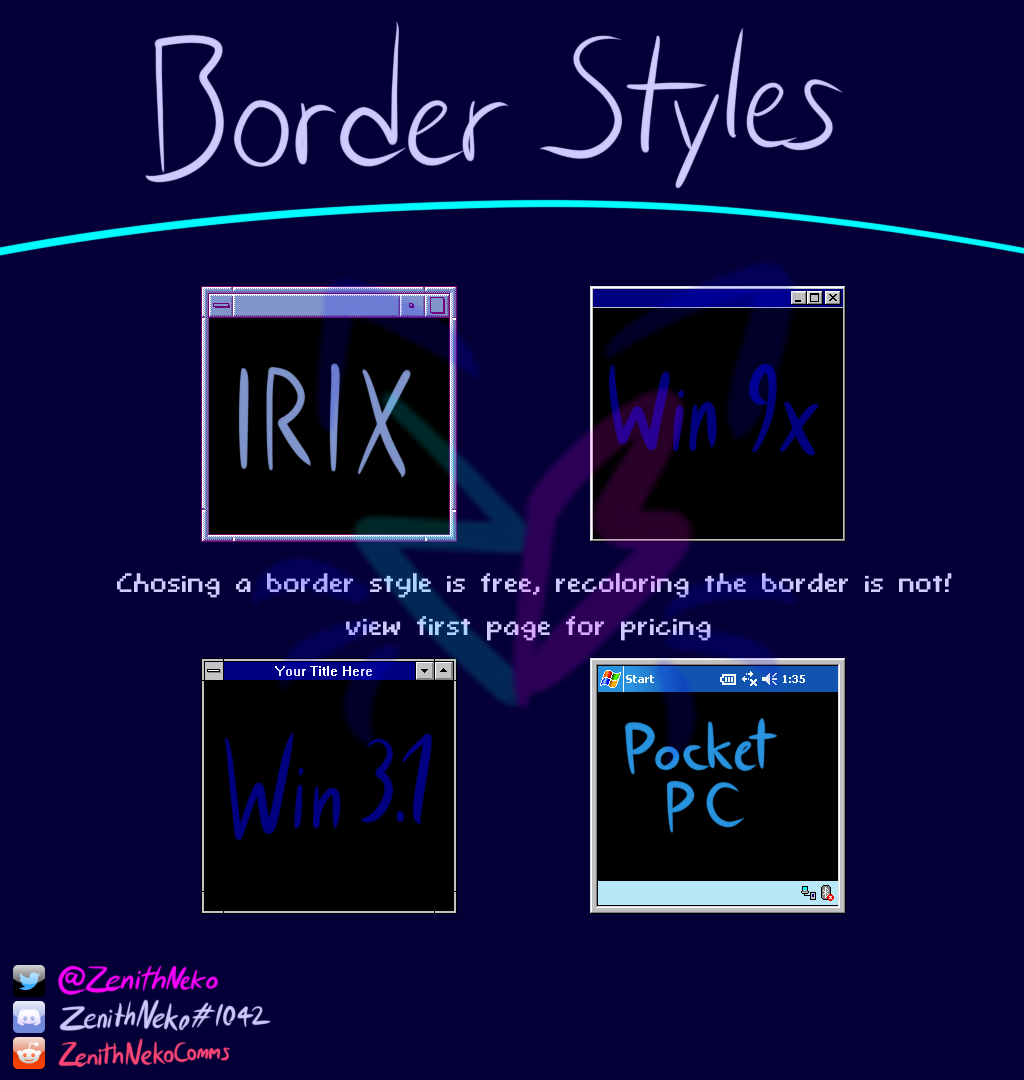 Border Styles
IRIX
Win 9x
Chosing a border style is free, recoloring the border is not!
view first page for pricing
Your Title Here
Win 3.1
Start 1:35
Pocket
PC
@ZenithNeko
ZenithNeko#1042
ZenithNekoComms